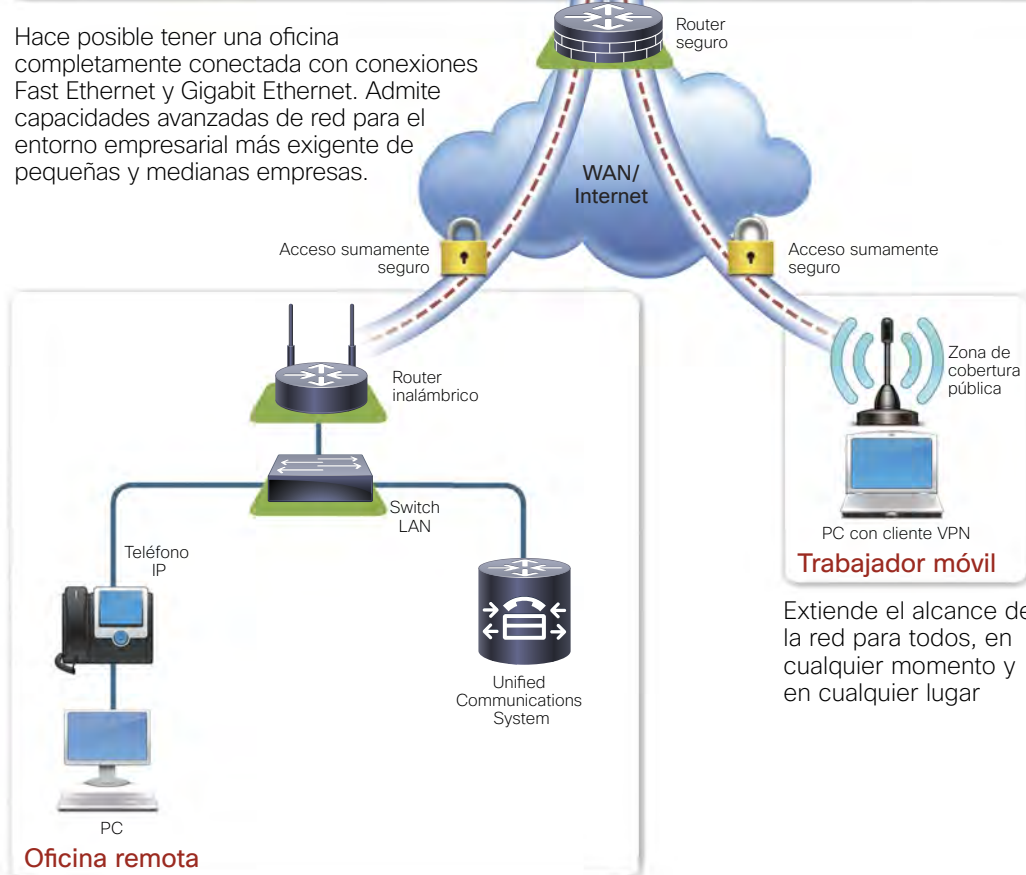 Hace posible tener una oficina
completamente conectada con conexiones
Fast Ethernet y Gigabit Ethernet. Admite
capacidades avanzadas de red para el
entorno empresarial más exigente de
pequeñas y medianas empresas.
Router
seguro
WAN/
Internet
Acceso sumamente
seguro
Acceso sumamente
seguro
Router
inalámbrico
Switch
LAN
Teléfono
IP
Unified
Communications
System
PC
Oficina remota
Zona de
cobertura
pública
PC con cliente VPN
Trabajador móvil
Extiende el alcance de
la red para todos, en
cualquier momento y
en cualquier lugar